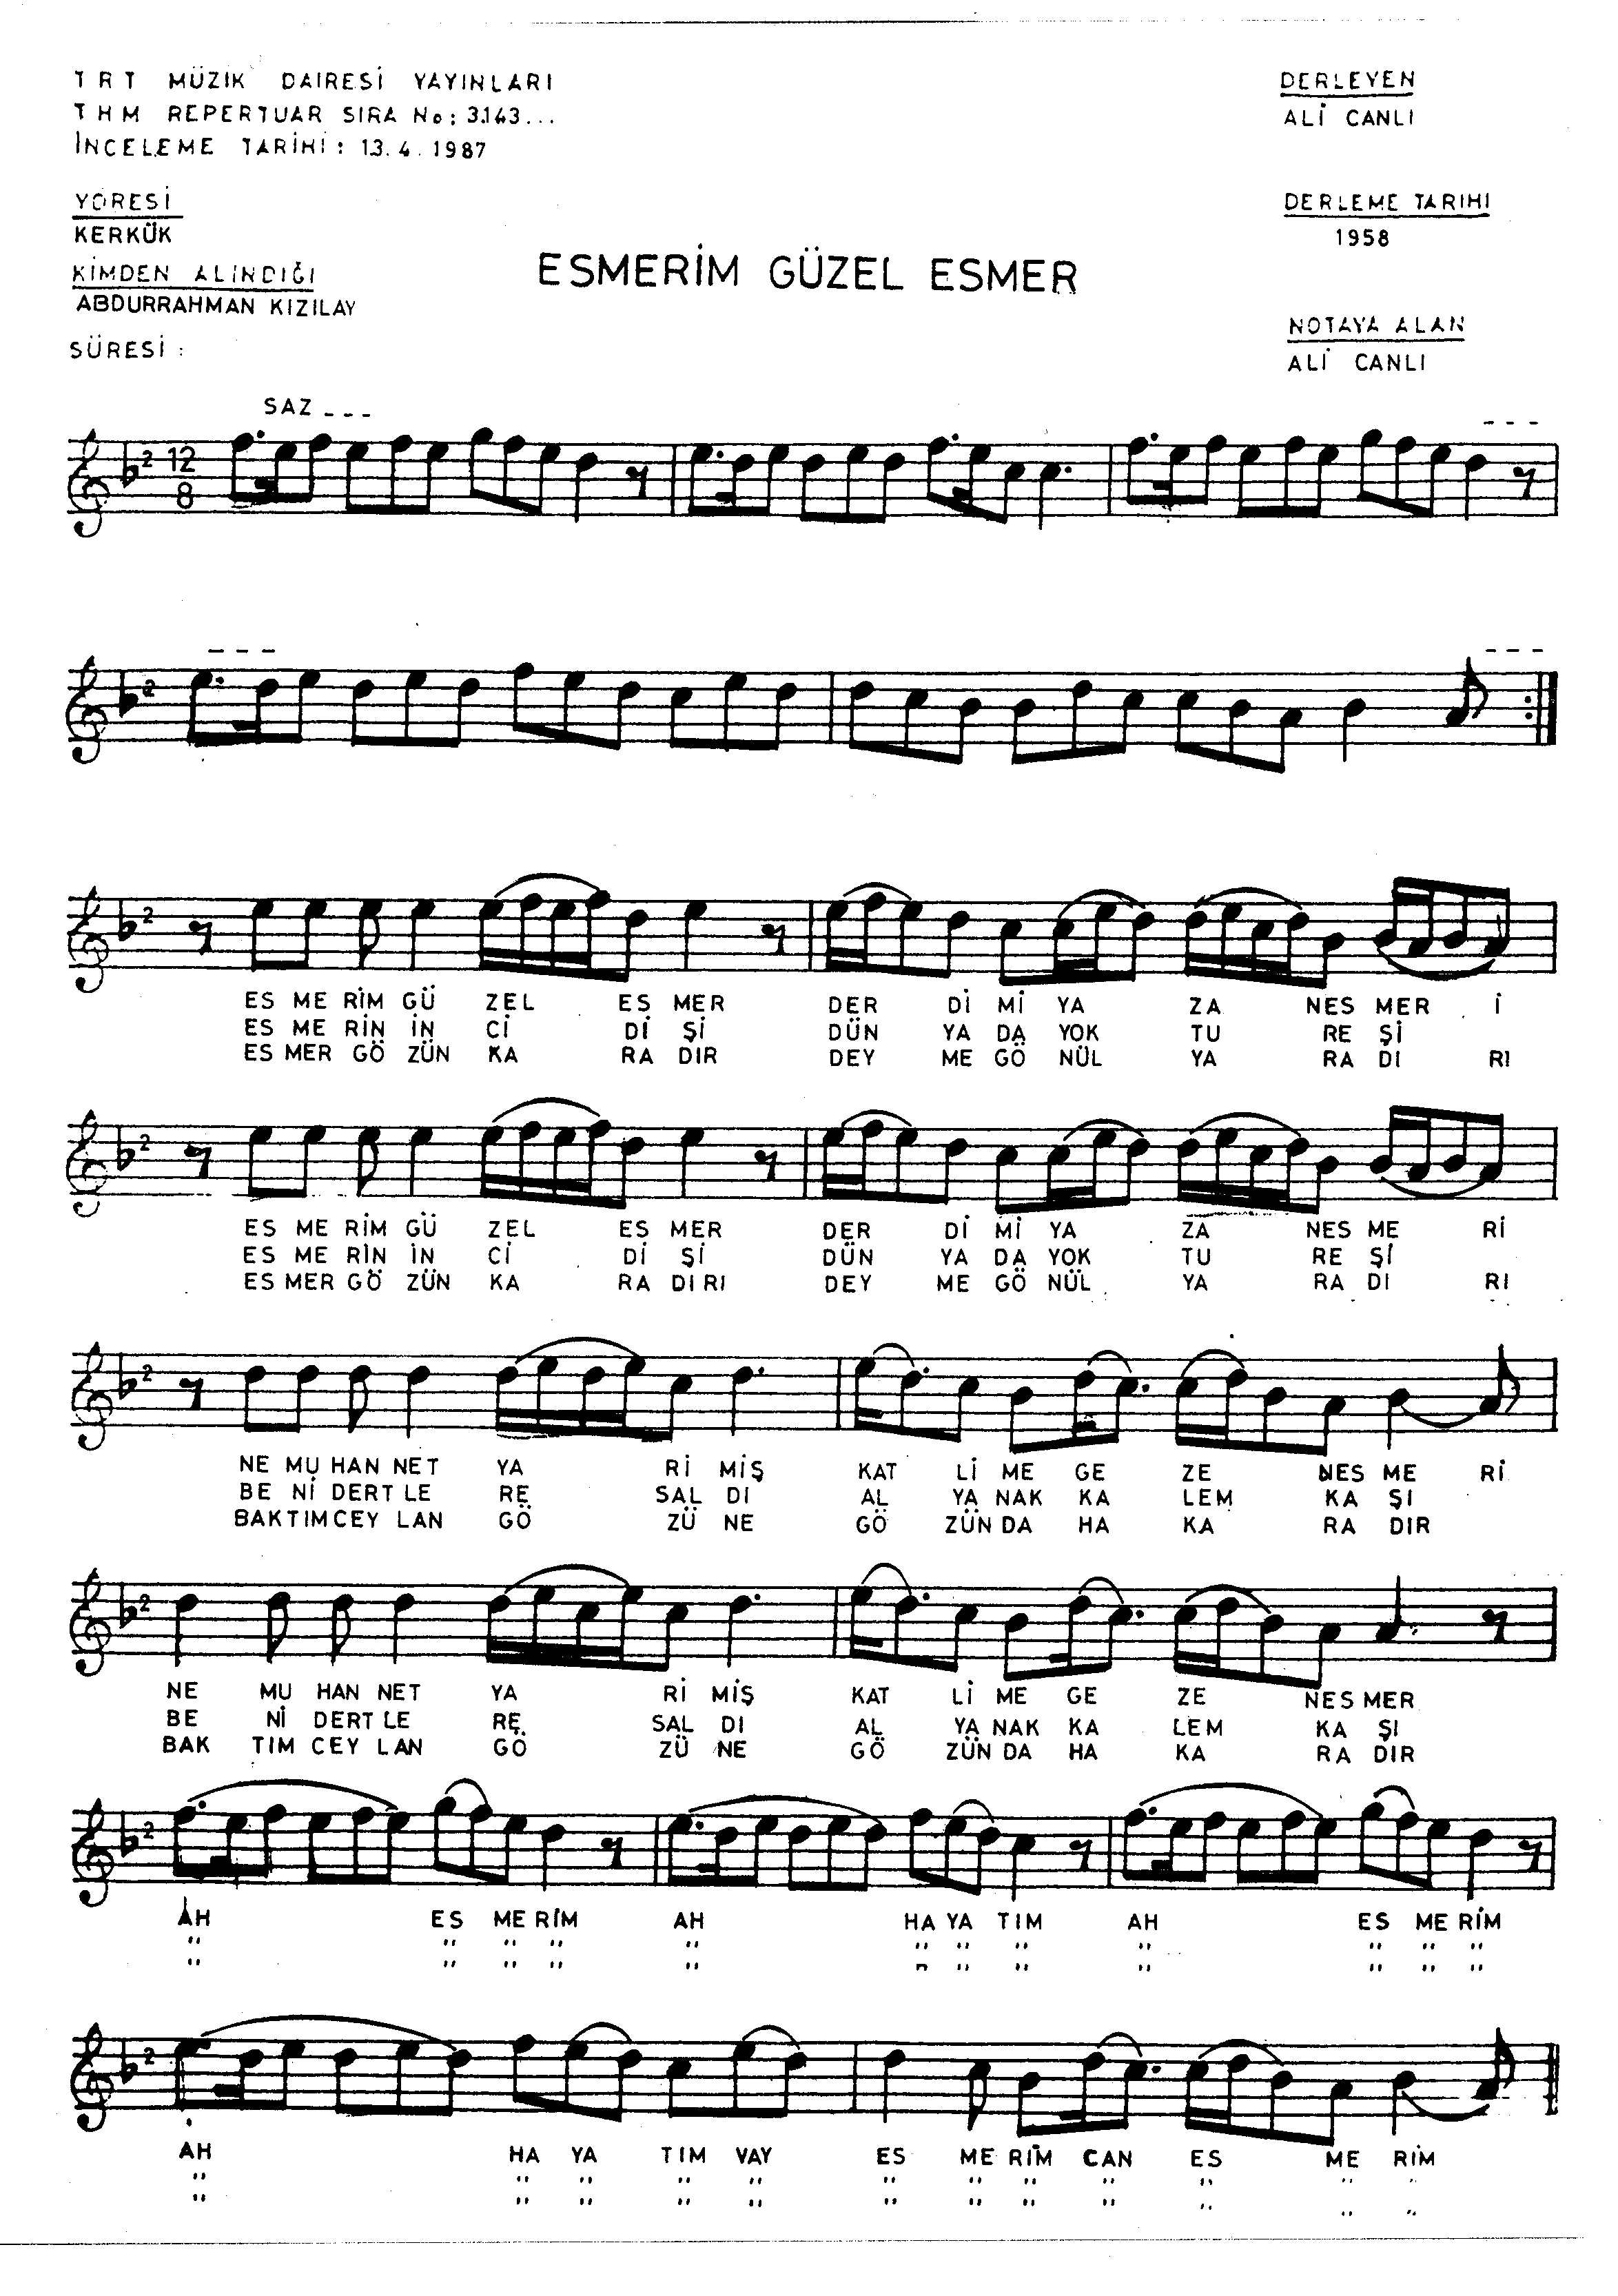 TRT MÜZİK DAİRESİ YAYINLARI
THM REPERTUAR SIRA No: 3143...
İNCELEME TARİHİ: 13.4.1987
DERLEYEN
ALİ CANLI
YÖRESİ
KERKÜK
KİMDEN ALINDIĞI
ABDURRAHMAN KIZILAY
SÜRESİ :
ESMERİM GÜZEL ESMER
DERLEME TARIHI
1958
NOTAYA ALAN
ALİ CANLI
SAZ _ _ _
2 12 8
2
2
ES ME RİM GÜ ZEL ES MER DER Dİ Mİ YA ZA NES MER İ
ES ME RİN İN Cİ Dİ Şİ DÜN YA DA YOK TU RE Şİ
ES MER GÖ ZÜN KA RA DIR DEY ME GÖ NÜL YA RA DI RI
2
ES ME RİM GÜ ZEL ES MER DER Dİ Mİ YA ZA NES ME Rİ
ES ME RİN İN Cİ Dİ Şİ DÜN YA DA YOK TU RE Şİ
ES MER GÖ ZÜN KA RA DI RI DEY ME GÖ NÜL YA RA DI RI
2
NE MU HAN NET YA Rİ MİŞ KAT Lİ ME GE ZE NES ME Rİ
BE Nİ DERT LE RE SAL DI AL YA NAK KA LEM KA ŞI
BAK TIM CEY LAN GÖ ZÜ NE GÖ ZÜN DA HA KA RA DIR
2
NE MU HAN NET YA Rİ MİŞ KAT Lİ ME GE ZE NES MER
BE Nİ DERT LE RE SAL DI AL YA NAK KA LEM KA ŞI
BAK TIM CEY LAN GÖ ZÜ NE GÖ ZÜN DA HA KA RA DIR
2
AH ES ME RİM AH HA YA TIM AH ES ME RİM
" " " " " " " " " " " "
" " " " " " " " " " " "
2
AH HA YA TIM VAY ES ME RİM CAN ES ME RİM
" " " " " " " " " " " "
" " " " " " " " " " " "